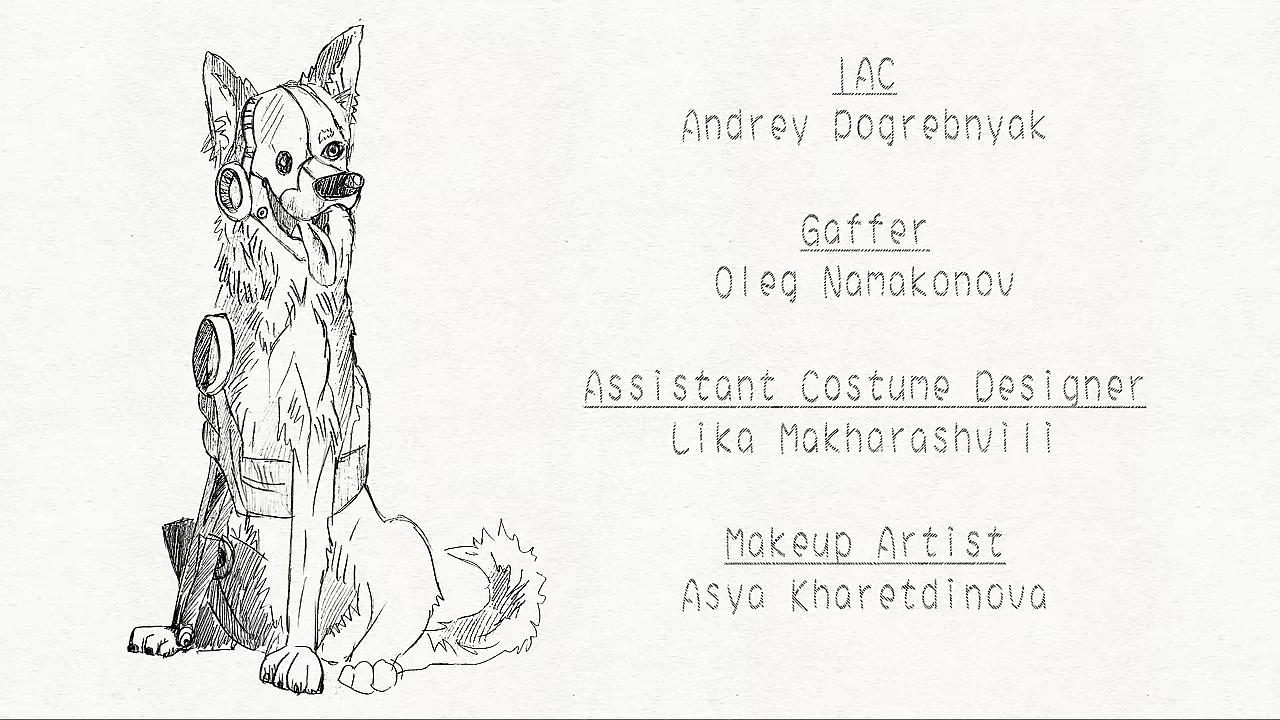 1AC
Andrey Dogrebnyak
Gaffer
Oleg Namakonov
Assistant Costume Designer
Lika Makharashvili
Makeup Artist
Asya Kharetdinova